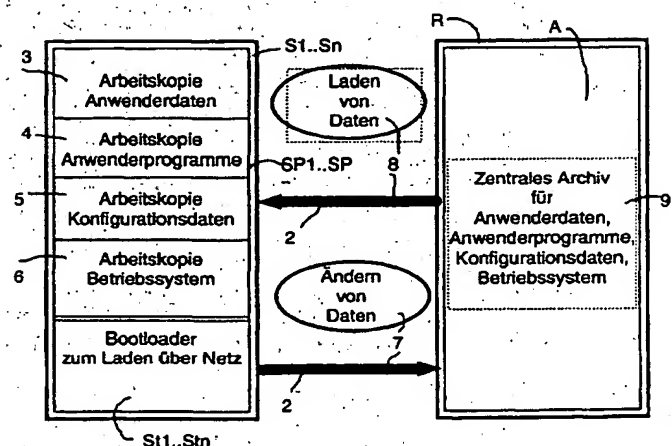 S1..Sn
R
A
3
Arbeitskopie
Anwenderdaten
Laden
von
Daten
4
Arbeitskopie
Anwenderprogramme
SP1..SP
8
5
Arbeitskopie
Konfigurationsdaten
2
Zentrales Archiv
für
Anwenderdaten,
Anwenderprogramme,
Konfigurationsdaten,
Betriebssystem
9
6
Arbeitskopie
Betriebssystem
Ändern
von
Daten
7
Bootloader
zum Laden über Netz
2
St1..Stn